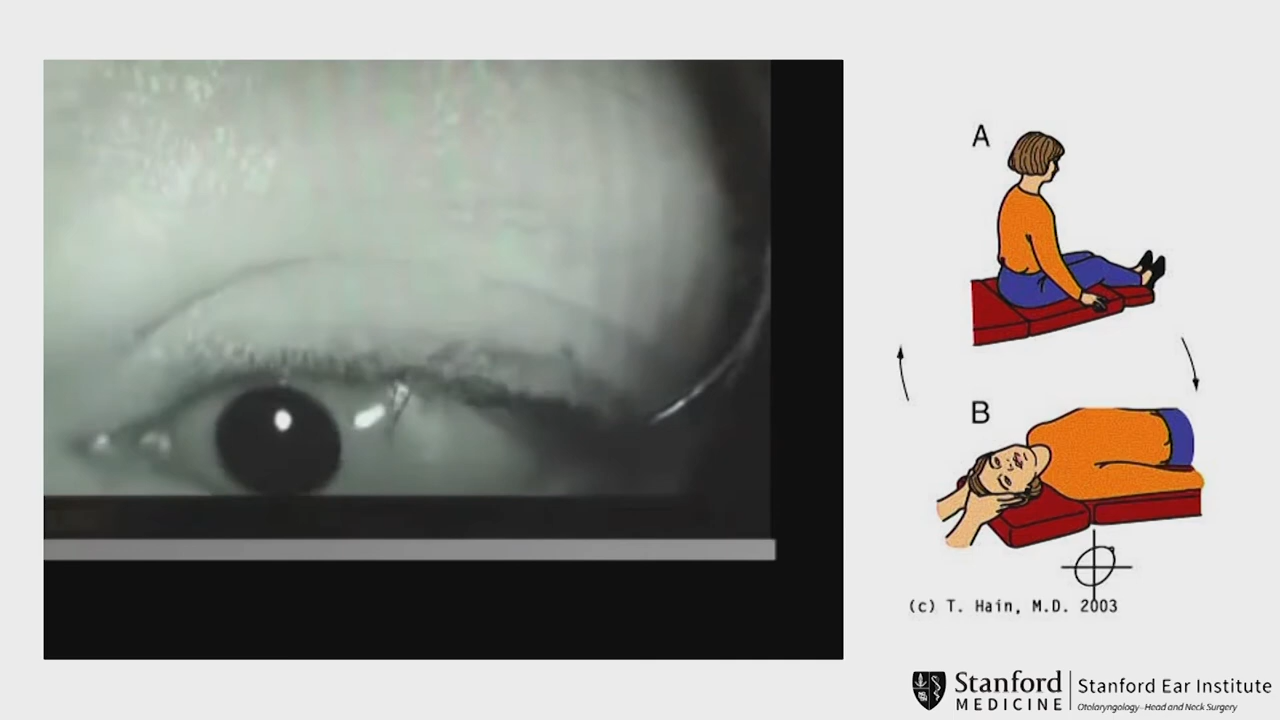 A
B
(c) T. Hain, M.D. 2003
Stanford
MEDICINE
Stanford Ear Institute
Otolaryngology–Head and Neck Surgery